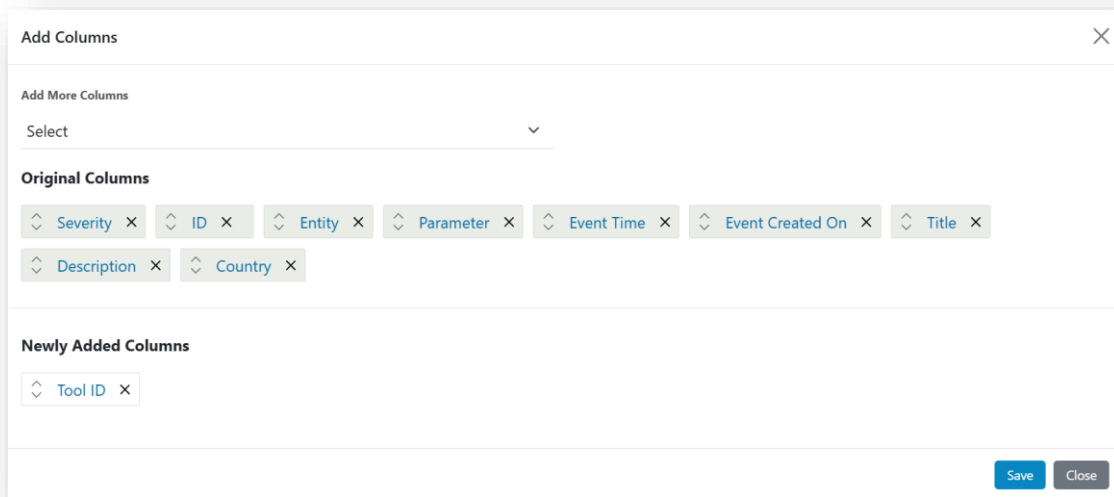 Add Columns
Add More Columns
Select
Original Columns
Severity ID Entity Parameter Event Time Event Created On Title
Description Country
Newly Added Columns
Tool ID
Save Close